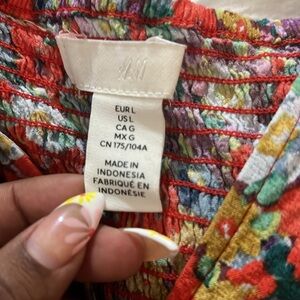 H&M
EUR L
US L
CA G
MX G
CN 175/104A
MADE IN
INDONESIA
FABRIQUÉ EN
INDONÉSIE